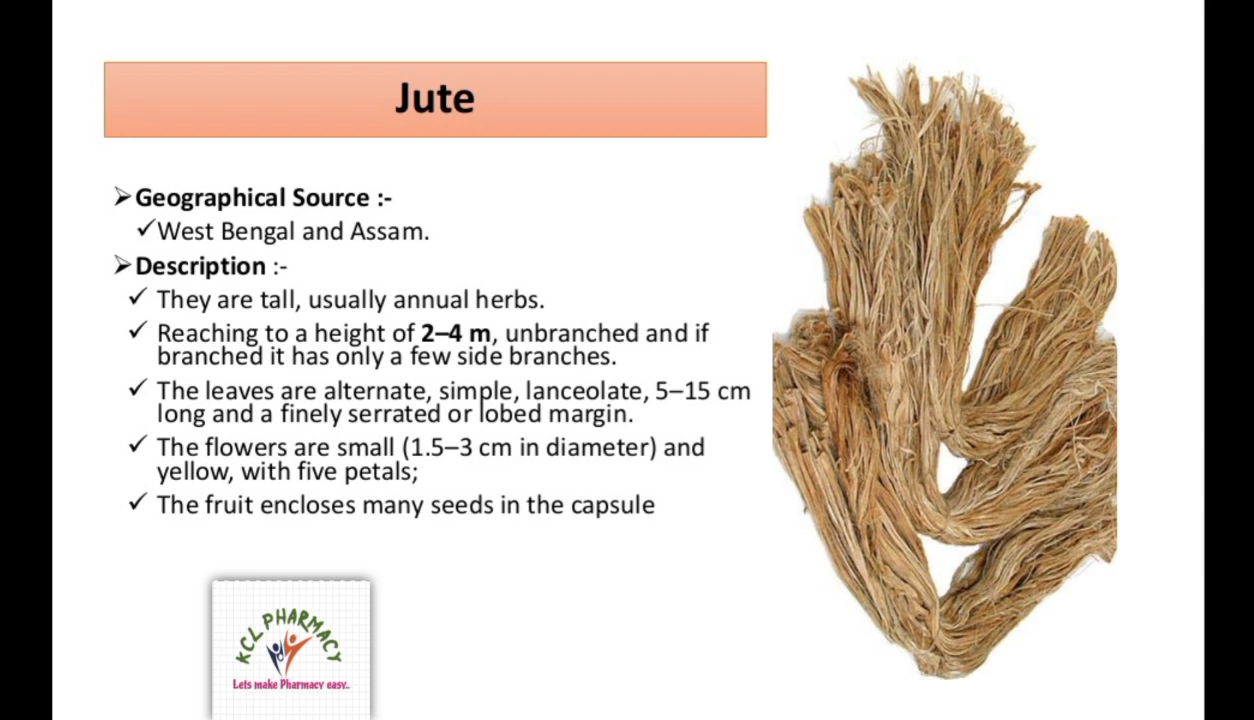 Jute
➢Geographical Source :-
✓West Bengal and Assam.
➢Description :-
✓ They are tall, usually annual herbs.
✓ Reaching to a height of 2–4 m, unbranched and if
branched it has only a few side branches.
✓ The leaves are alternate, simple, lanceolate, 5–15 cm
long and a finely serrated or lobed margin.
✓ The flowers are small (1.5–3 cm in diameter) and
yellow, with five petals;
✓ The fruit encloses many seeds in the capsule
KCL PHARMACY
Lets make Pharmacy easy..